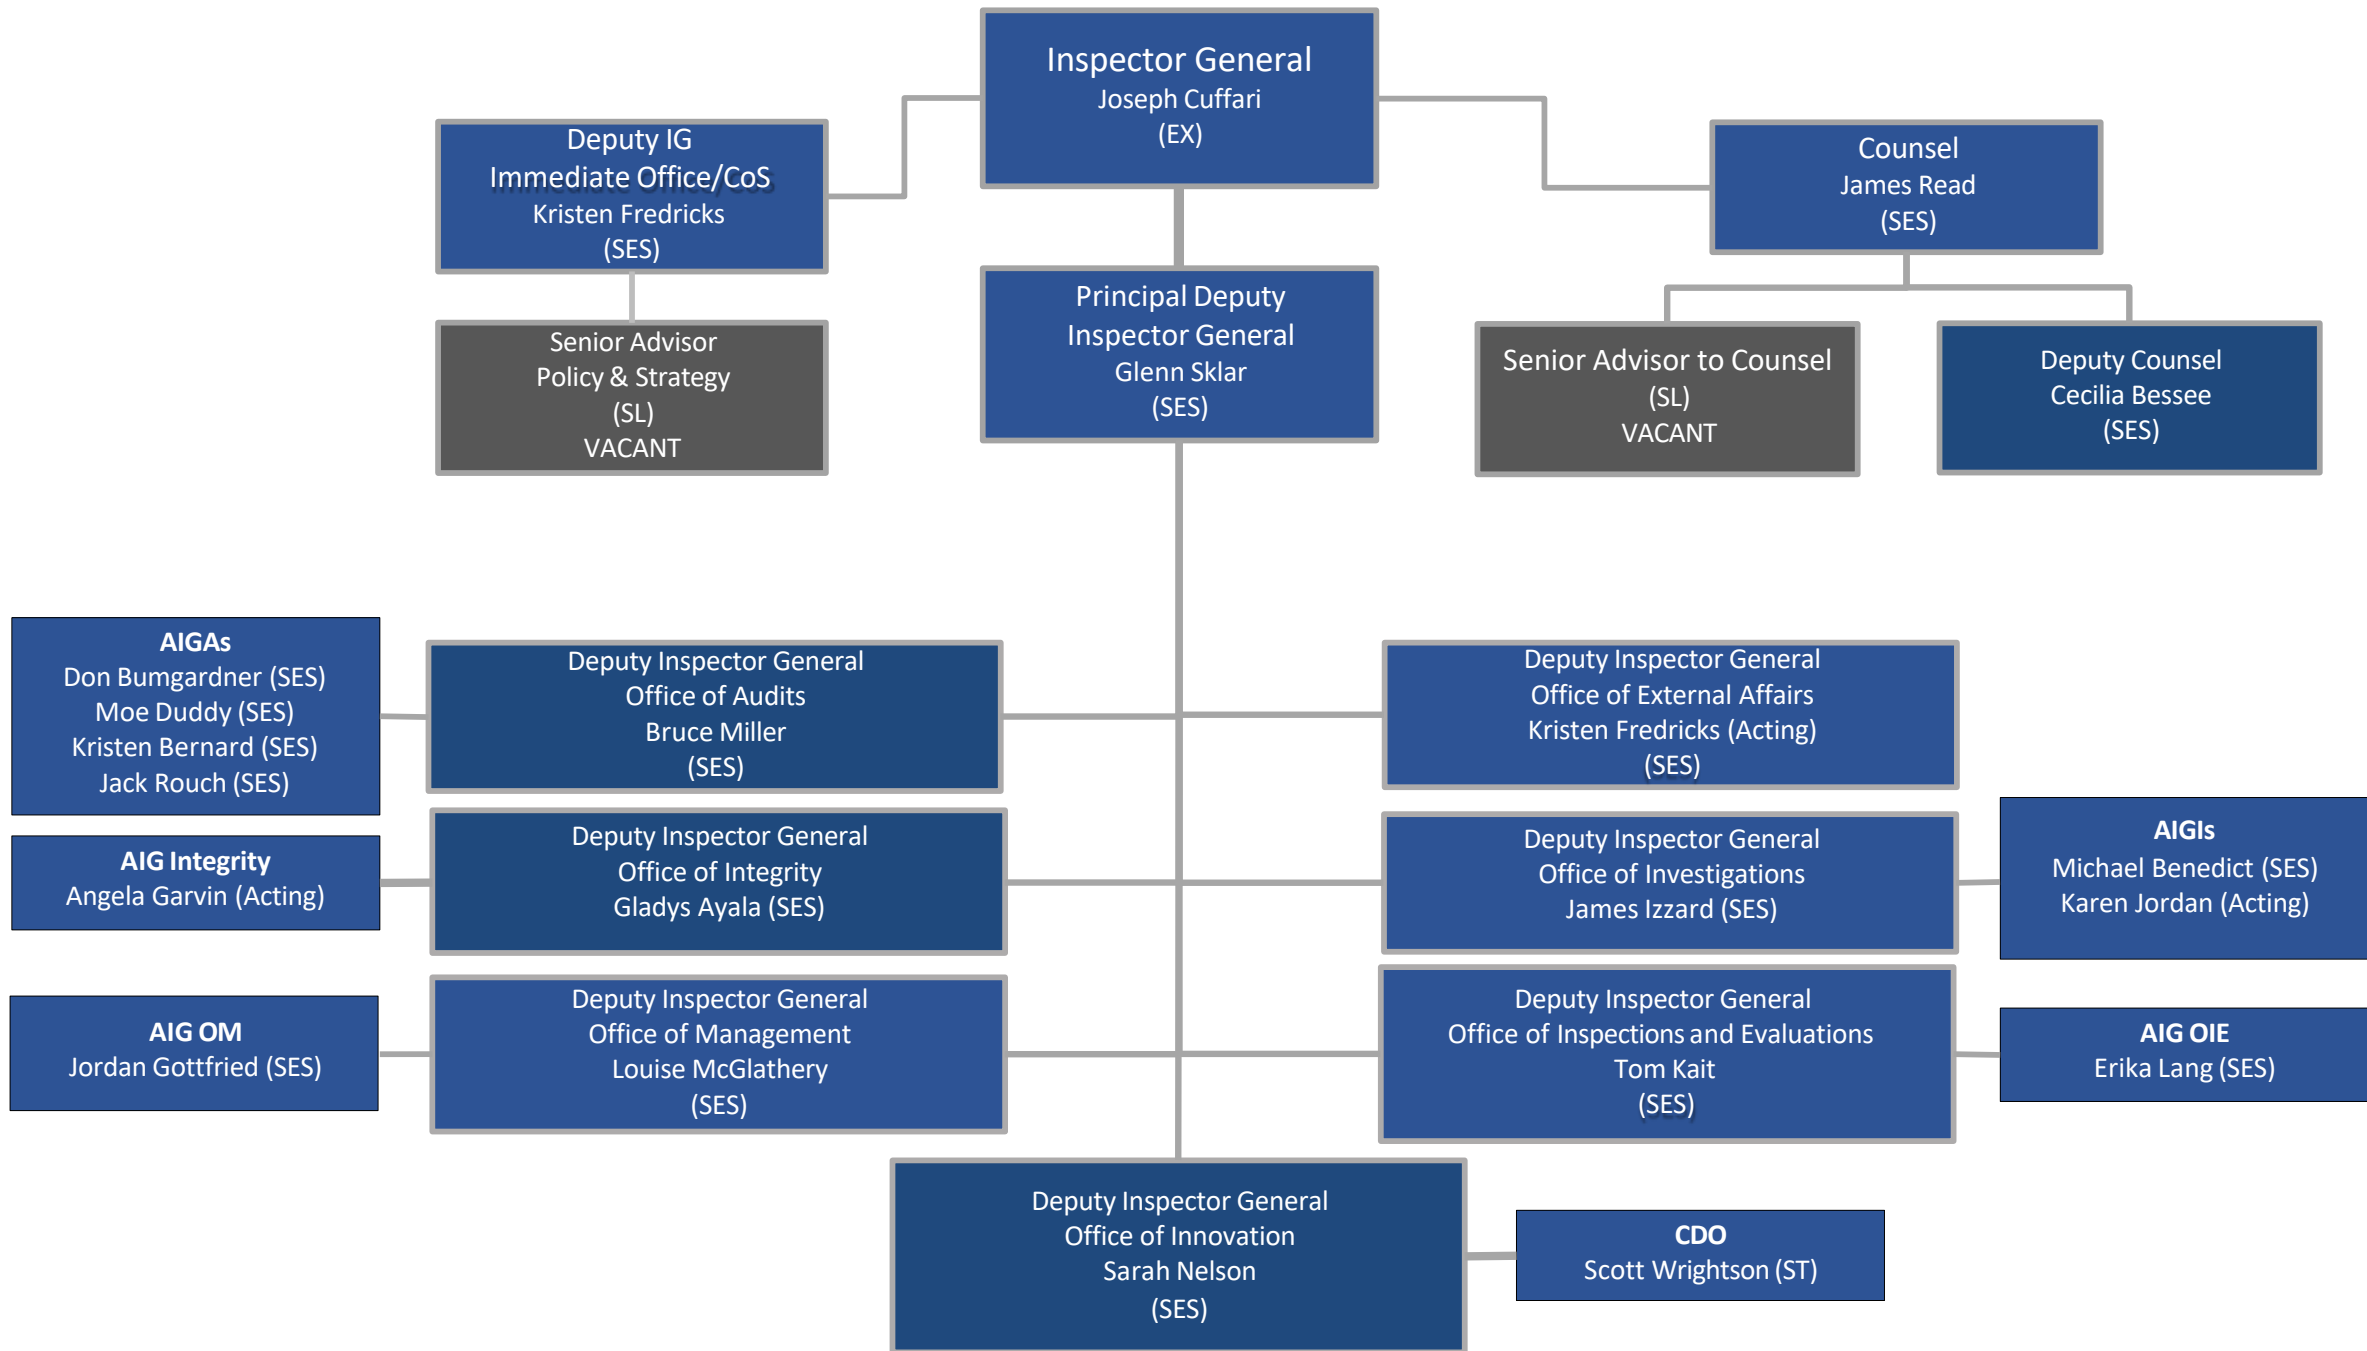 Inspector General
Joseph Cuffari
(EX)
Deputy IG
Immediate Office/CoS
Kristen Fredricks
(SES)
Counsel
James Read
(SES)
Principal Deputy
Inspector General
Glenn Sklar
(SES)
Senior Advisor
Policy & Strategy
(SL)
VACANT
Senior Advisor to Counsel
(SL)
VACANT
Deputy Counsel
Cecilia Bessee
(SES)
AIGAs
Don Bumgardner (SES)
Moe Duddy (SES)
Kristen Bernard (SES)
Jack Rouch (SES)
Deputy Inspector General
Office of Audits
Bruce Miller
(SES)
Deputy Inspector General
Office of External Affairs
Kristen Fredricks (Acting)
(SES)
AIG Integrity
Angela Garvin (Acting)
Deputy Inspector General
Office of Integrity
Gladys Ayala (SES)
Deputy Inspector General
Office of Investigations
James Izzard (SES)
AIGIs
Michael Benedict (SES)
Karen Jordan (Acting)
AIG OM
Jordan Gottfried (SES)
Deputy Inspector General
Office of Management
Louise McGlathery
(SES)
Deputy Inspector General
Office of Inspections and Evaluations
Tom Kait
(SES)
AIG OIE
Erika Lang (SES)
Deputy Inspector General
Office of Innovation
Sarah Nelson
(SES)
CDO
Scott Wrightson (ST)